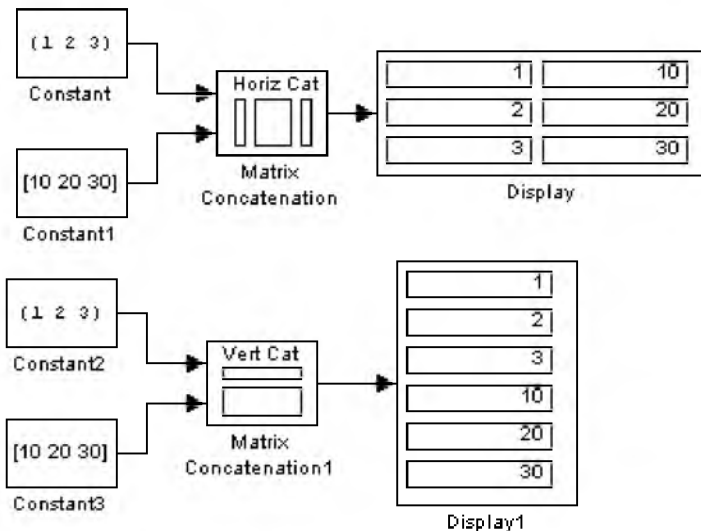 (1 2 3)
Constant
[10 20 30]
Constant1
Horiz Cat
Matrix
Concatenation
1 10
2 20
3 30
Display
(1 2 3)
Constant2
[10 20 30]
Constant3
Vert Cat
Matrix
Concatenation1
1
2
3
10
20
30
Display1